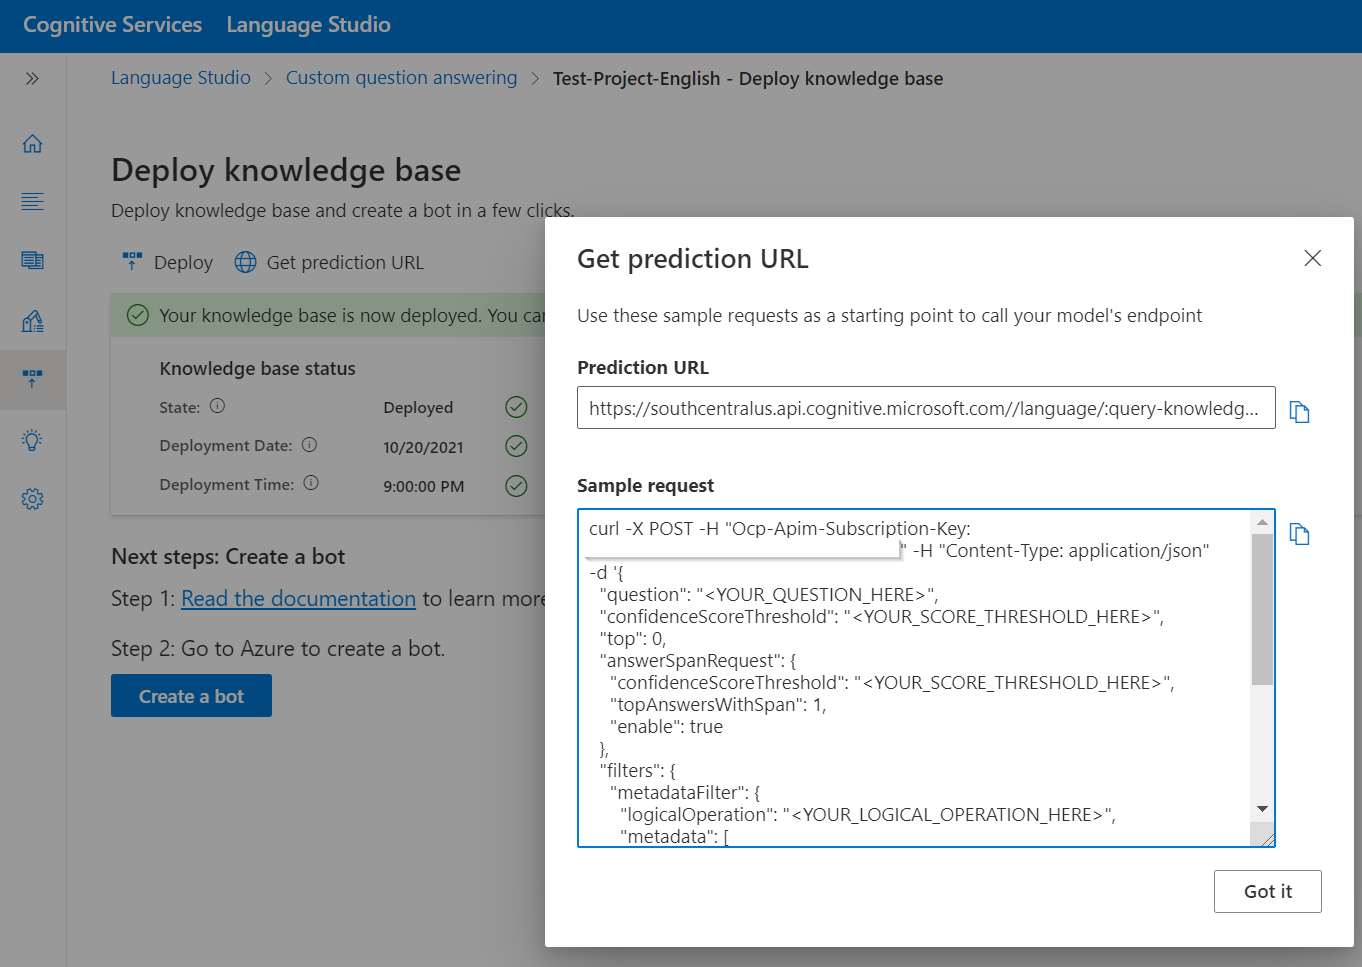 Cognitive Services Language Studio
Language Studio > Custom question answering > Test-Project-English - Deploy knowledge base
Deploy knowledge base
Deploy knowledge base and create a bot in a few clicks.
Deploy Get prediction URL
Your knowledge base is now deployed. You can
Knowledge base status
State: Deployed
Deployment Date: 10/20/2021
Deployment Time: 9:00:00 PM
Next steps: Create a bot
Step 1: Read the documentation to learn more
Step 2: Go to Azure to create a bot.
Create a bot
Get prediction URL
Use these sample requests as a starting point to call your model's endpoint
Prediction URL
https://southcentralus.api.cognitive.microsoft.com//language/:query-knowledg...
Sample request
curl -X POST -H "Ocp-Apim-Subscription-Key:
" -H "Content-Type: application/json"
-d '{
"question": "<YOUR_QUESTION_HERE>",
"confidenceScoreThreshold": "<YOUR_SCORE_THRESHOLD_HERE>",
"top": 0,
"answerSpanRequest": {
"confidenceScoreThreshold": "<YOUR_SCORE_THRESHOLD_HERE>",
"topAnswersWithSpan": 1,
"enable": true
},
"filters": {
"metadataFilter": {
"logicalOperation": "<YOUR_LOGICAL_OPERATION_HERE>",
"metadata": [
Got it